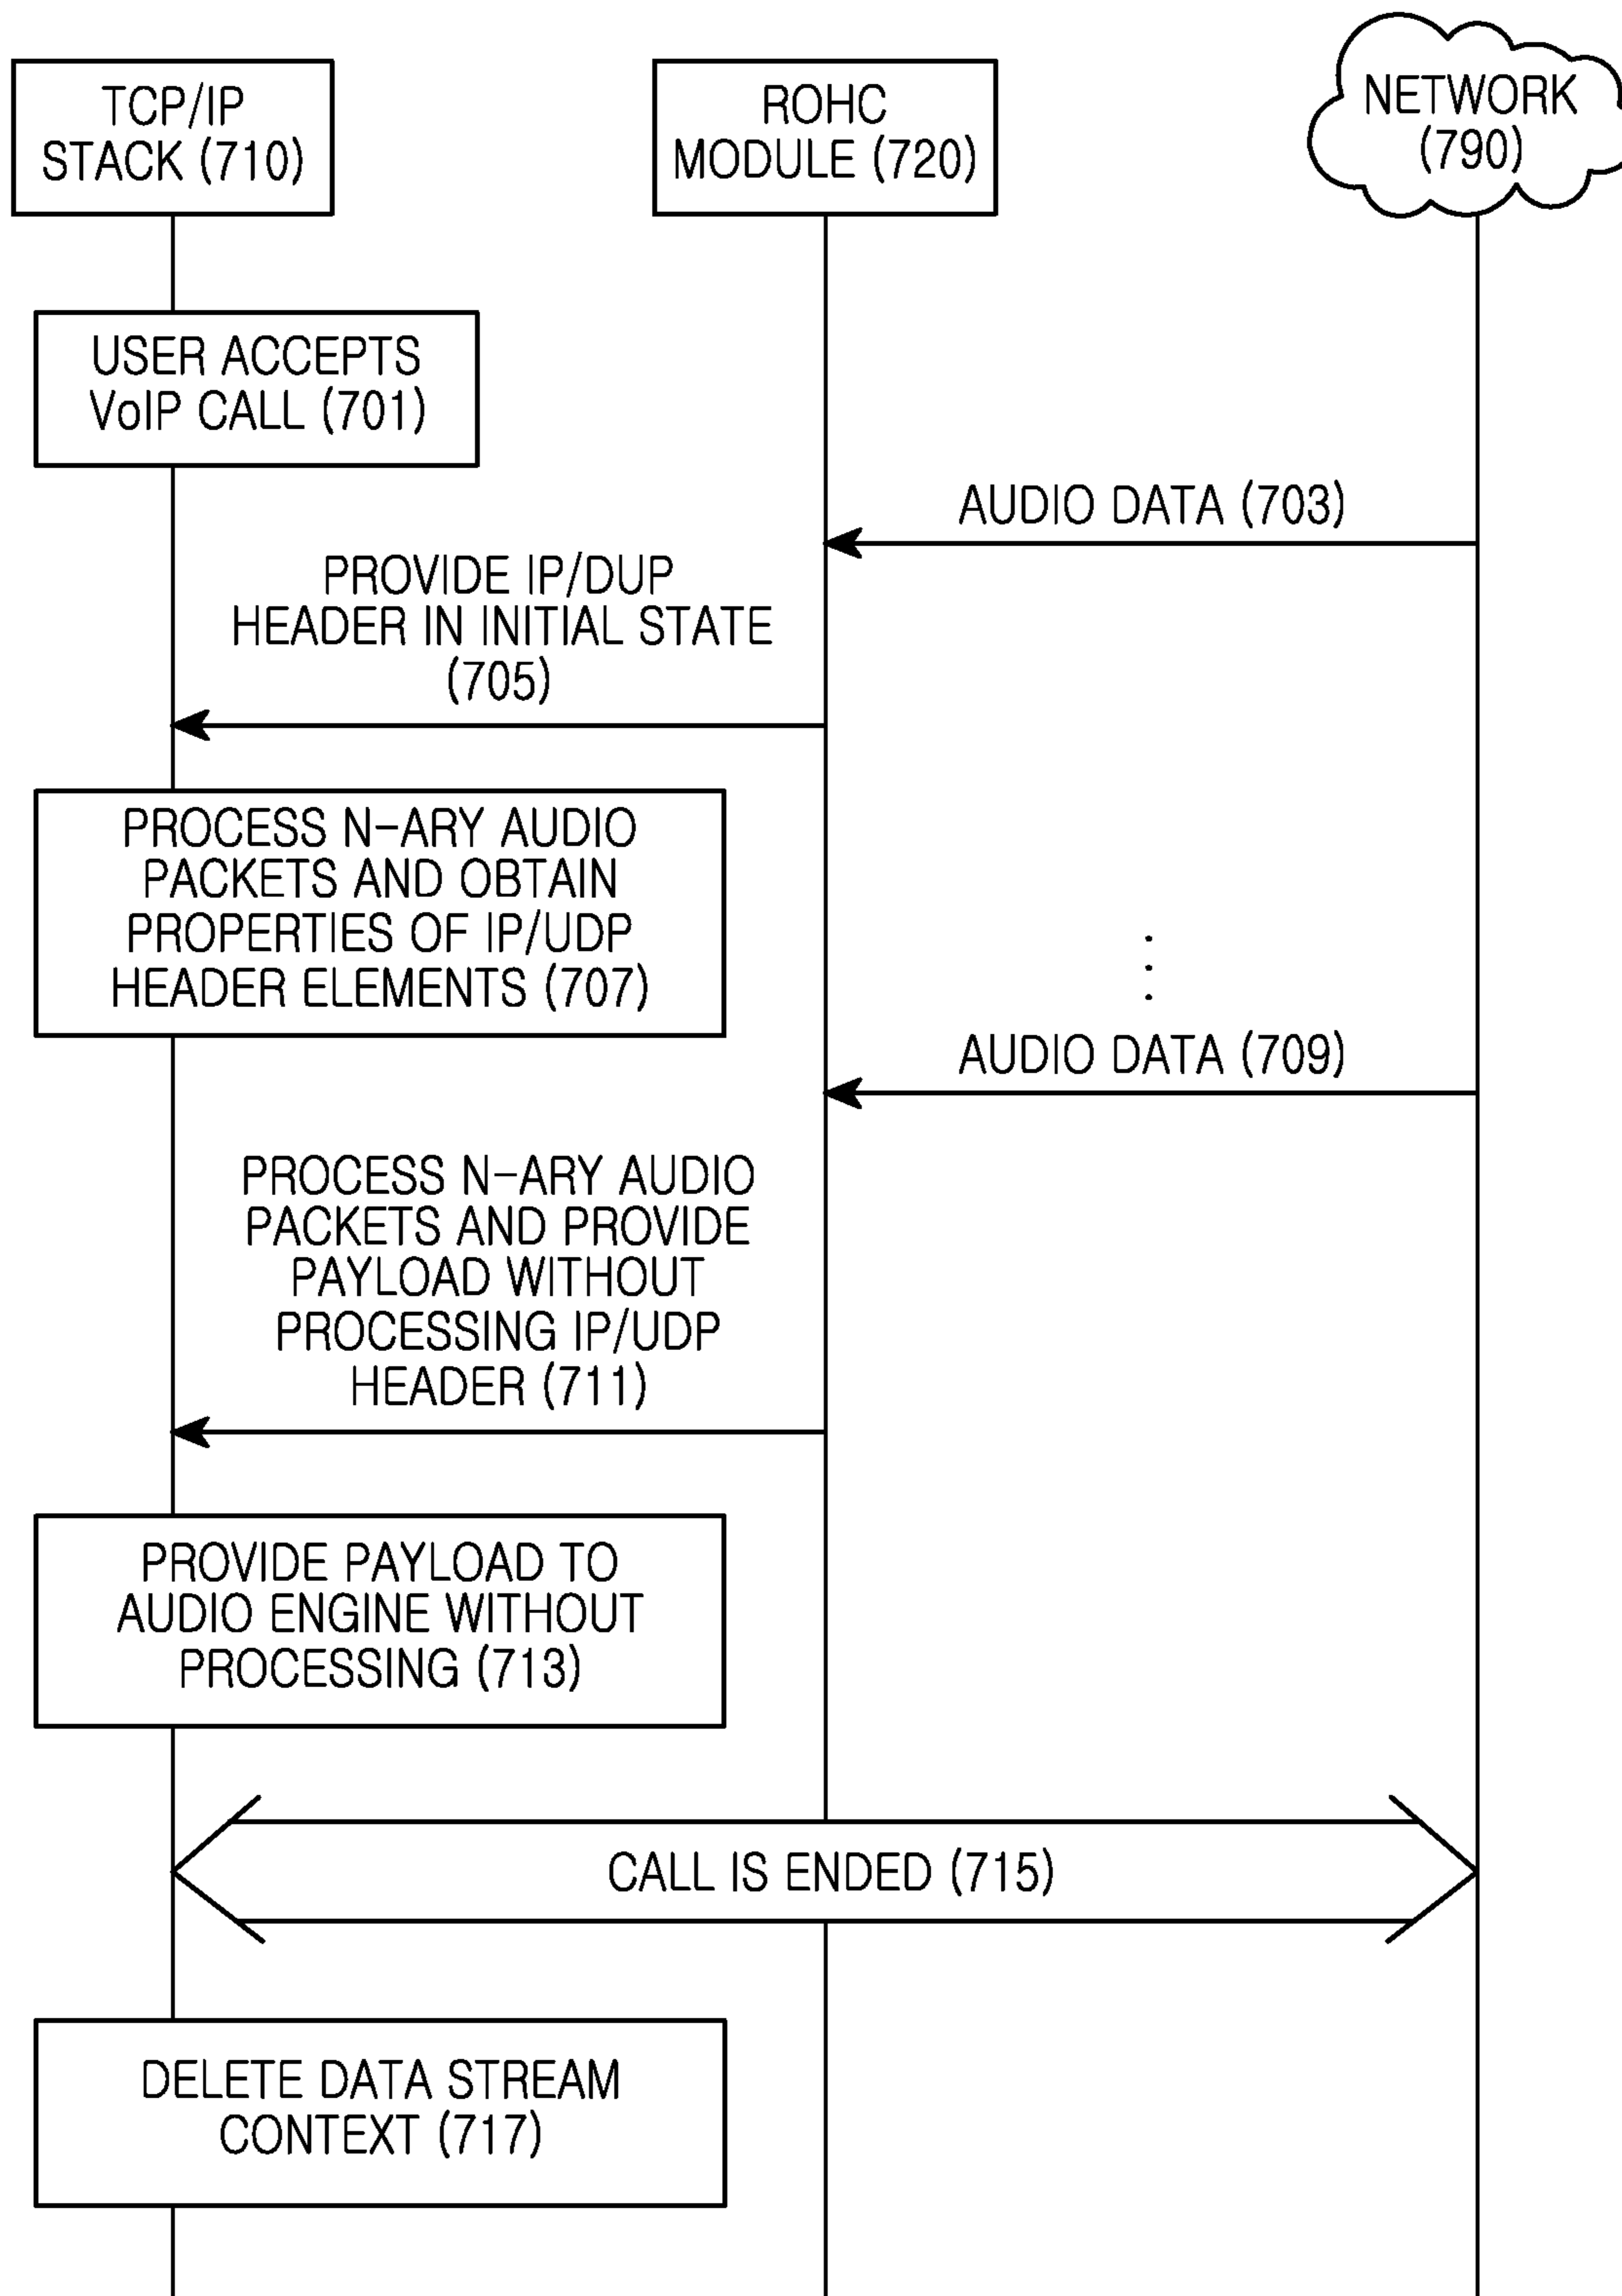 TCP/IP
STACK (710)
ROHC
MODULE (720)
NETWORK
(790)
USER ACCEPTS
VoIP CALL (701)
AUDIO DATA (703)
PROVIDE IP/DUP
HEADER IN INITIAL STATE
(705)
PROCESS N-ARY AUDIO
PACKETS AND OBTAIN
PROPERTIES OF IP/UDP
HEADER ELEMENTS (707)
AUDIO DATA (709)
PROCESS N-ARY AUDIO
PACKETS AND PROVIDE
PAYLOAD WITHOUT
PROCESSING IP/UDP
HEADER (711)
PROVIDE PAYLOAD TO
AUDIO ENGINE WITHOUT
PROCESSING (713)
CALL IS ENDED (715)
DELETE DATA STREAM
CONTEXT (717)